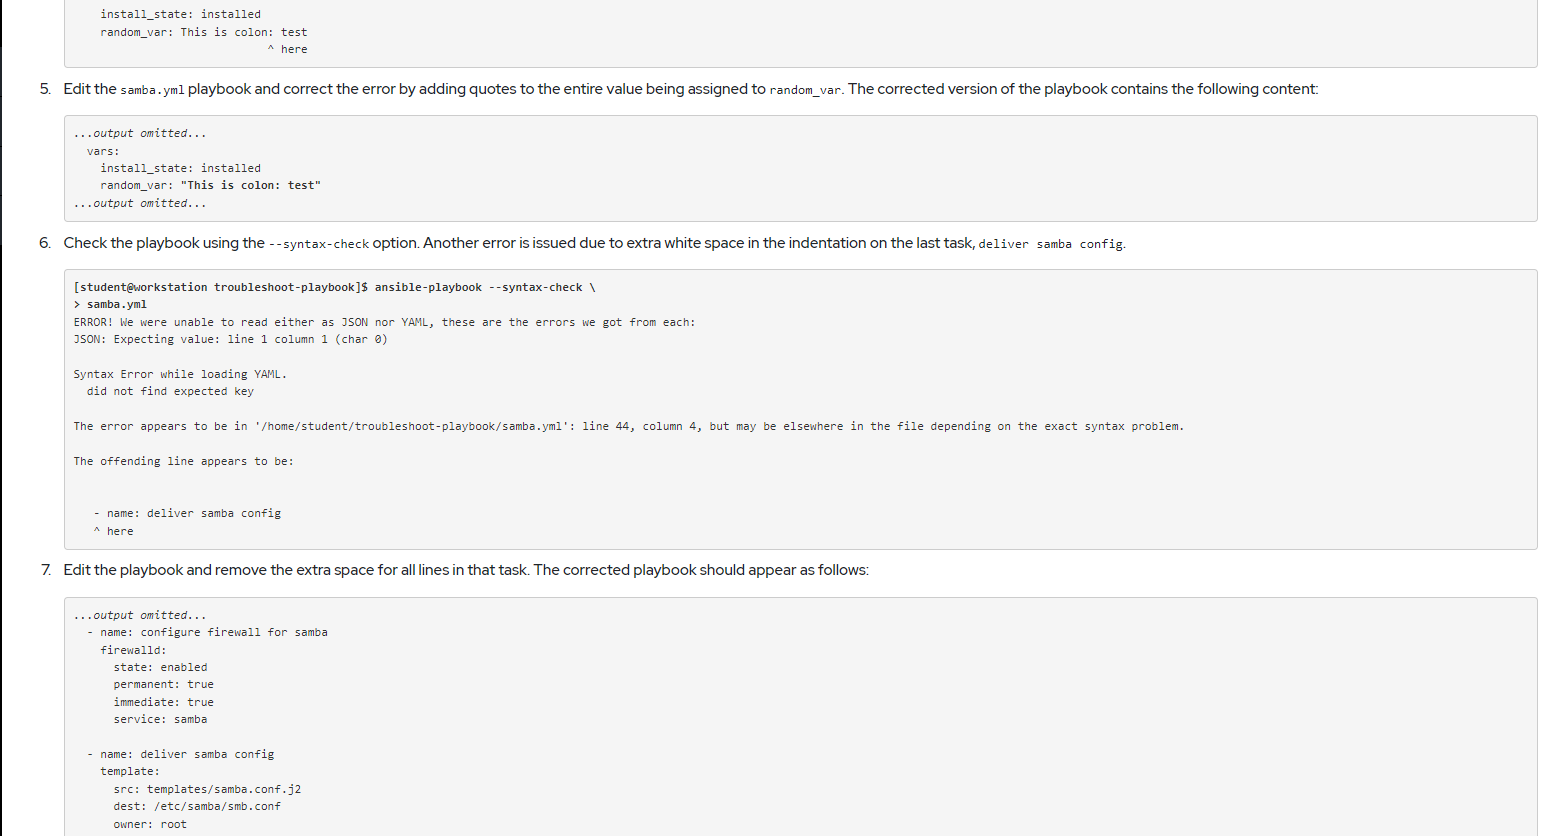 install_state: installed
random_var: This is colon: test
^ here
5. Edit the samba.yml playbook and correct the error by adding quotes to the entire value being assigned to random_var. The corrected version of the playbook contains the following content:
...output omitted...
vars:
install_state: installed
random_var: "This is colon: test"
...output omitted...
6. Check the playbook using the --syntax-check option. Another error is issued due to extra white space in the indentation on the last task, deliver samba config.
[student@workstation troubleshoot-playbook]$ ansible-playbook --syntax-check \
> samba.yml
ERROR! We were unable to read either as JSON nor YAML, these are the errors we got from each:
JSON: Expecting value: line 1 column 1 (char 0)
Syntax Error while loading YAML.
did not find expected key
The error appears to be in '/home/student/troubleshoot-playbook/samba.yml': line 44, column 4, but may be elsewhere in the file depending on the exact syntax problem.
The offending line appears to be:
- name: deliver samba config
^ here
7. Edit the playbook and remove the extra space for all lines in that task. The corrected playbook should appear as follows:
...output omitted...
- name: configure firewall for samba
firewalld:
state: enabled
permanent: true
immediate: true
service: samba
- name: deliver samba config
template:
src: templates/samba.conf.j2
dest: /etc/samba/smb.conf
owner: root